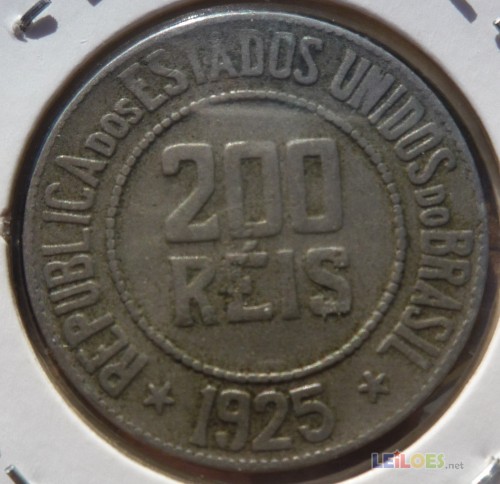 REPUBLICA DOS ESTADOS UNIDOS DO BRASIL
200
RÉIS
* 1925 *
LEILOES.net